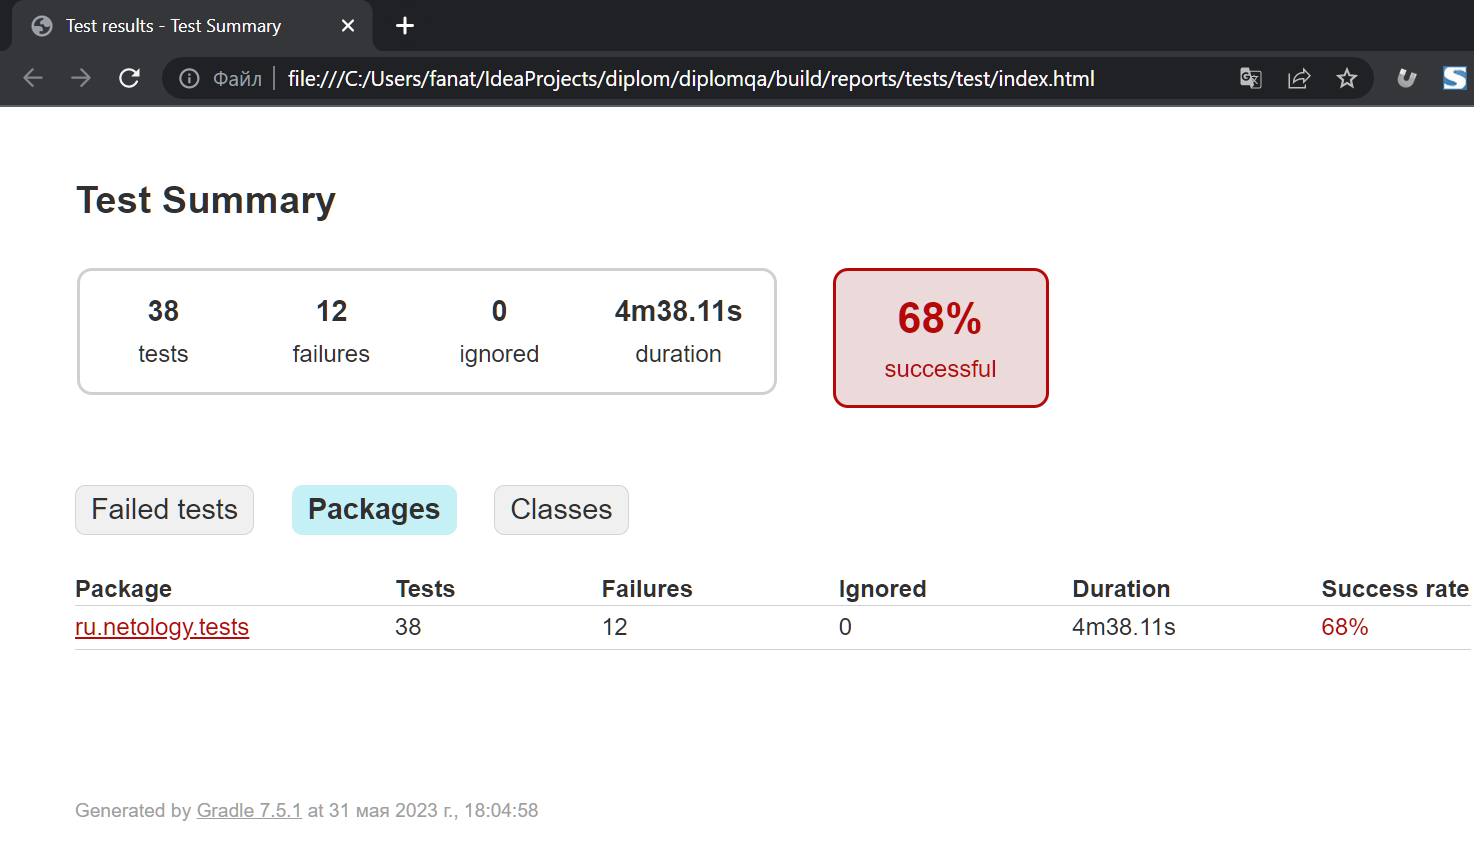 Test results - Test Summary
Файл file:///C:/Users/fanat/IdeaProjects/diplom/diplomqa/build/reports/tests/test/index.html
Test Summary
38 12 0 4m38.11s
tests failures ignored duration
68%
successful
Failed tests Packages Classes
Package Tests Failures Ignored Duration Success rate
ru.netology.tests 38 12 0 4m38.11s 68%
Generated by Gradle 7.5.1 at 31 мая 2023 г., 18:04:58